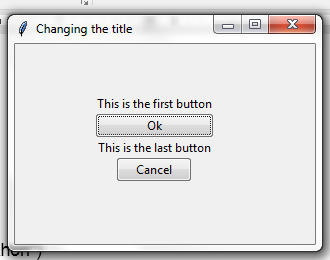 Changing the title
This is the first button
Ok
This is the last button
Cancel